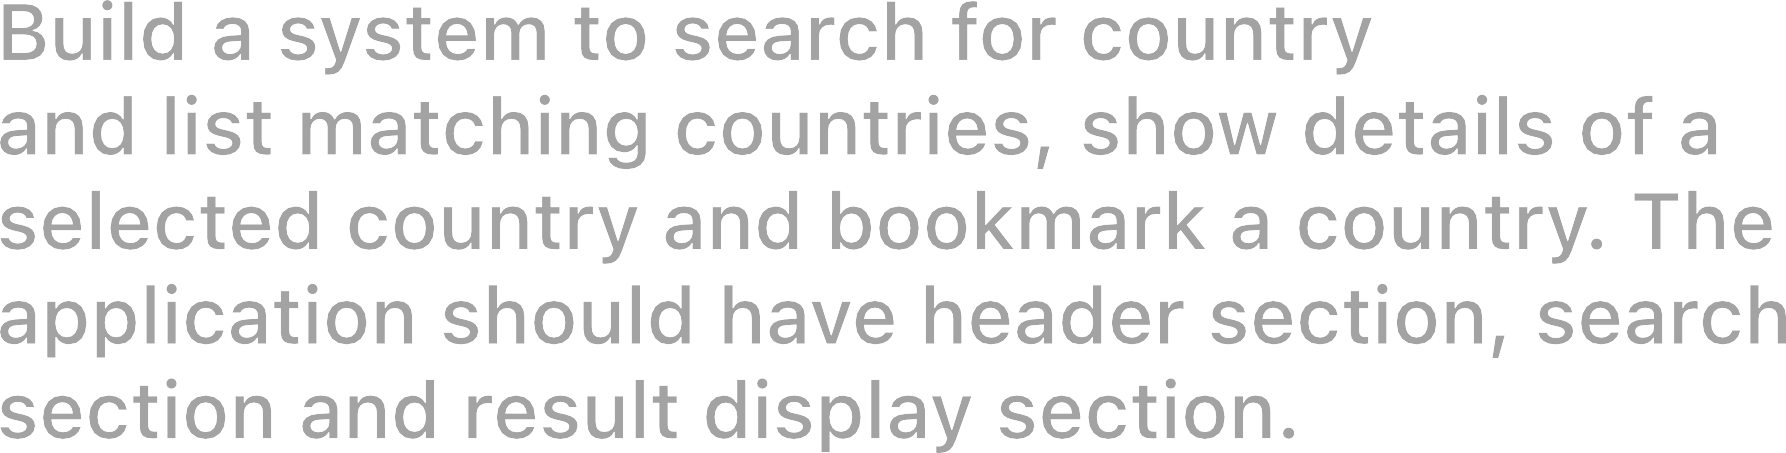 Build a system to search for country
and list matching countries, show details of a
selected country and bookmark a country. The
application should have header section, search
section and result display section.